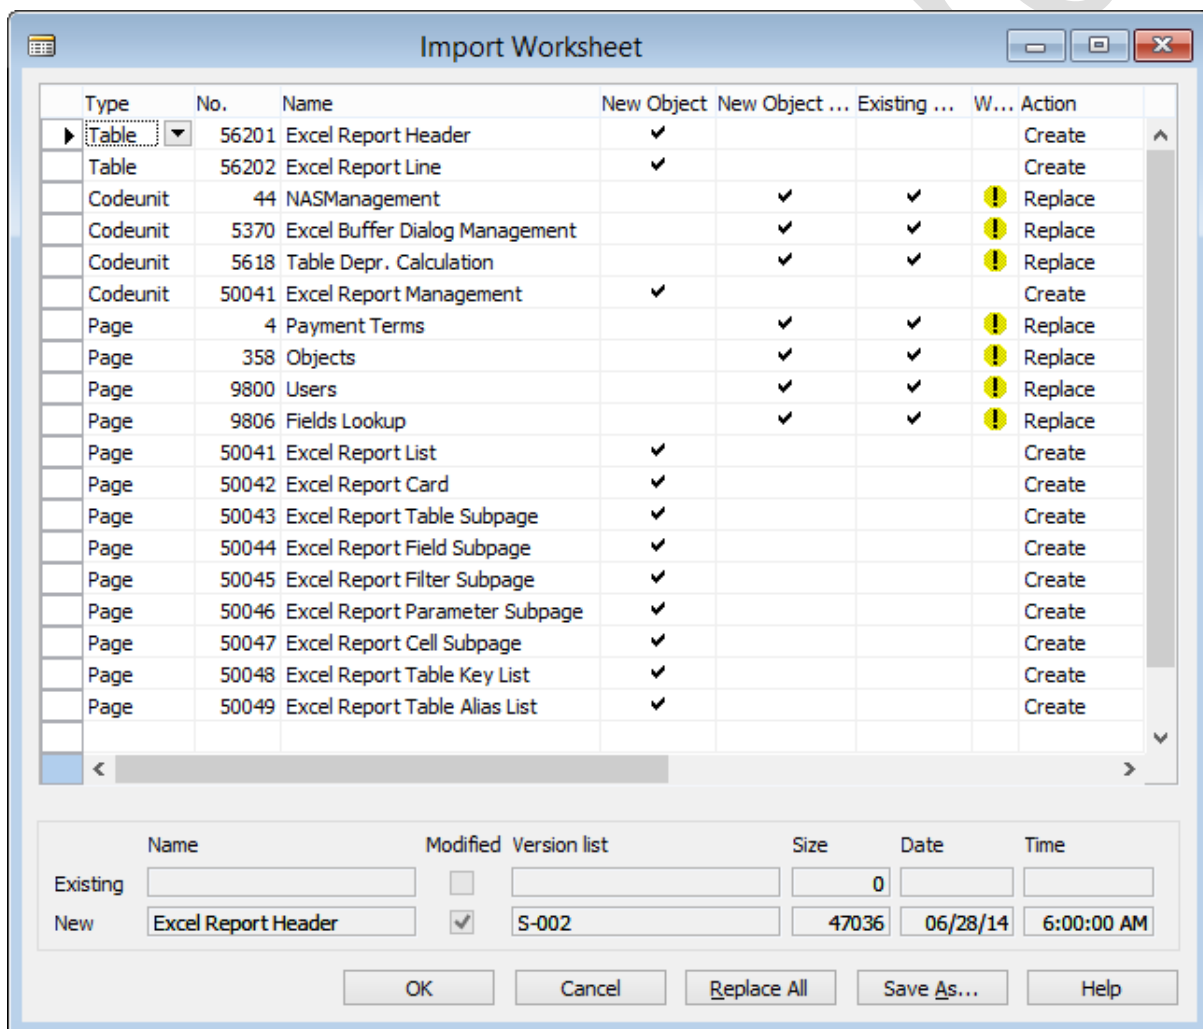 Import Worksheet
Type No. Name New Object New Object ... Existing ... W... Action
Table 56201 Excel Report Header Create
Table 56202 Excel Report Line Create
Codeunit 44 NASManagement Replace
Codeunit 5370 Excel Buffer Dialog Management Replace
Codeunit 5618 Table Depr. Calculation Replace
Codeunit 50041 Excel Report Management Create
Page 4 Payment Terms Replace
Page 358 Objects Replace
Page 9800 Users Replace
Page 9806 Fields Lookup Replace
Page 50041 Excel Report List Create
Page 50042 Excel Report Card Create
Page 50043 Excel Report Table Subpage Create
Page 50044 Excel Report Field Subpage Create
Page 50045 Excel Report Filter Subpage Create
Page 50046 Excel Report Parameter Subpage Create
Page 50047 Excel Report Cell Subpage Create
Page 50048 Excel Report Table Key List Create
Page 50049 Excel Report Table Alias List Create
Name Modified Version list Size Date Time
Existing 0
New Excel Report Header S-002 47036 06/28/14 6:00:00 AM
OK Cancel Replace All Save As... Help